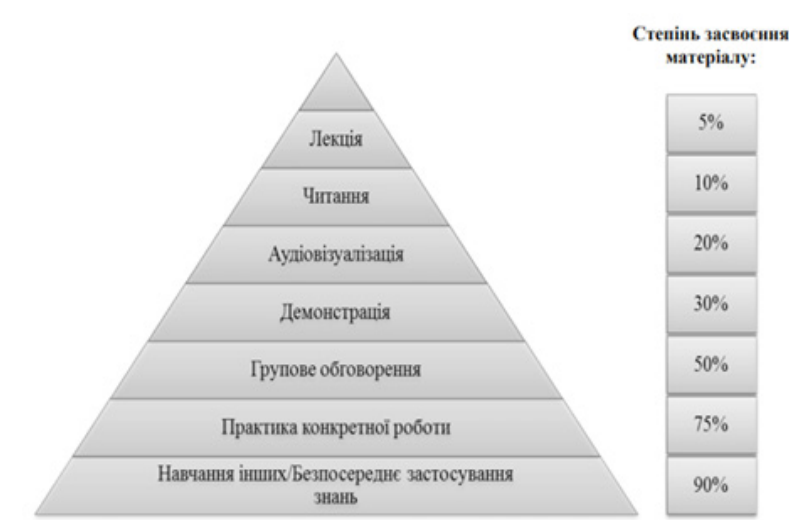 Степінь засвоєння
матеріалу:
Лекція
5%
Читання
10%
Аудіовізуалізація
20%
Демонстрація
30%
Групове обговорення
50%
Практика конкретної роботи
75%
Навчання інших/Безпосереднє застосування
знань
90%